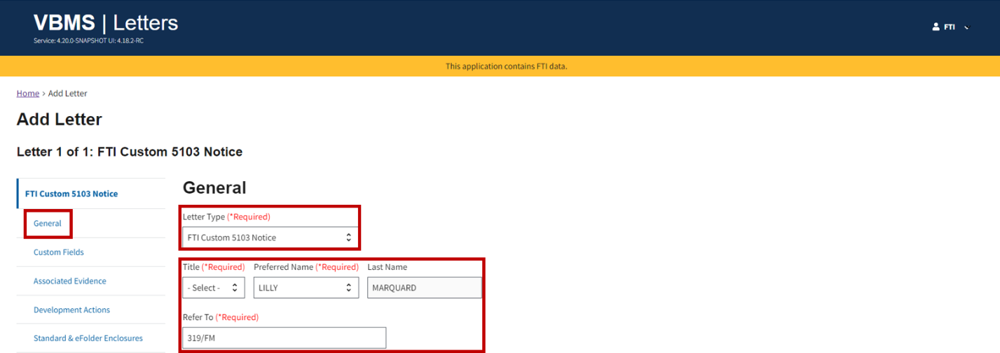 VBMS | Letters
Service: 4.20.0-SNAPSHOT UI: 4.18.2-RC
FTI
This application contains FTI data.
Home > Add Letter
Add Letter
Letter 1 of 1: FTI Custom 5103 Notice
FTI Custom 5103 Notice
General
Custom Fields
Associated Evidence
Development Actions
Standard & eFolder Enclosures
General
Letter Type (*Required)
FTI Custom 5103 Notice
Title (*Required) Preferred Name (*Required) Last Name
- Select - LILLY MARQUARD
Refer To (*Required)
319/FM